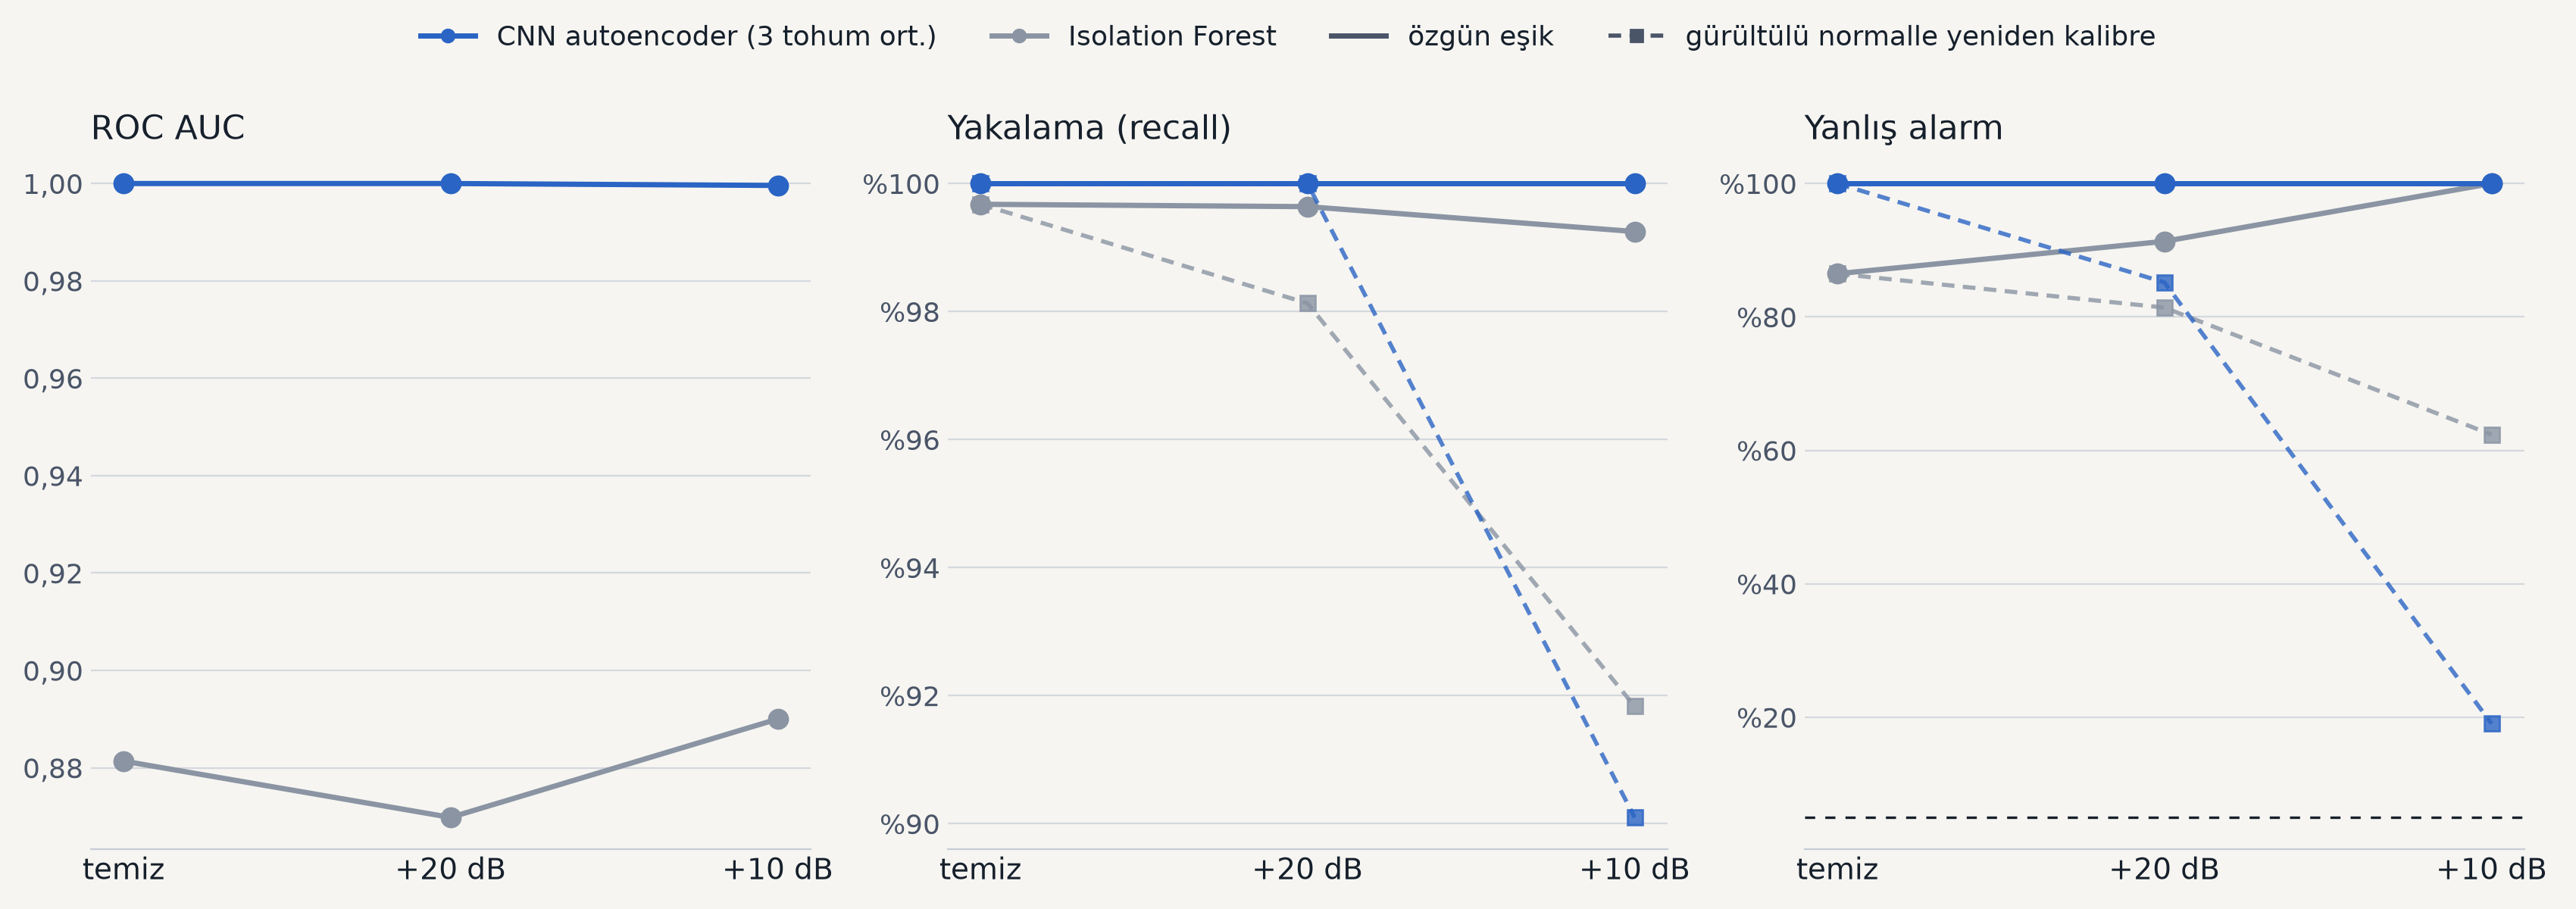 CNN autoencoder (3 tohum ort.) Isolation Forest özgün eşik gürültülü normalle yeniden kalibre
ROC AUC
1,00
0,98
0,96
0,94
0,92
0,90
0,88
temiz +20 dB +10 dB
Yakalama (recall)
%100
%98
%96
%94
%92
%90
temiz +20 dB +10 dB
Yanlış alarm
%100
%80
%60
%40
%20
temiz +20 dB +10 dB